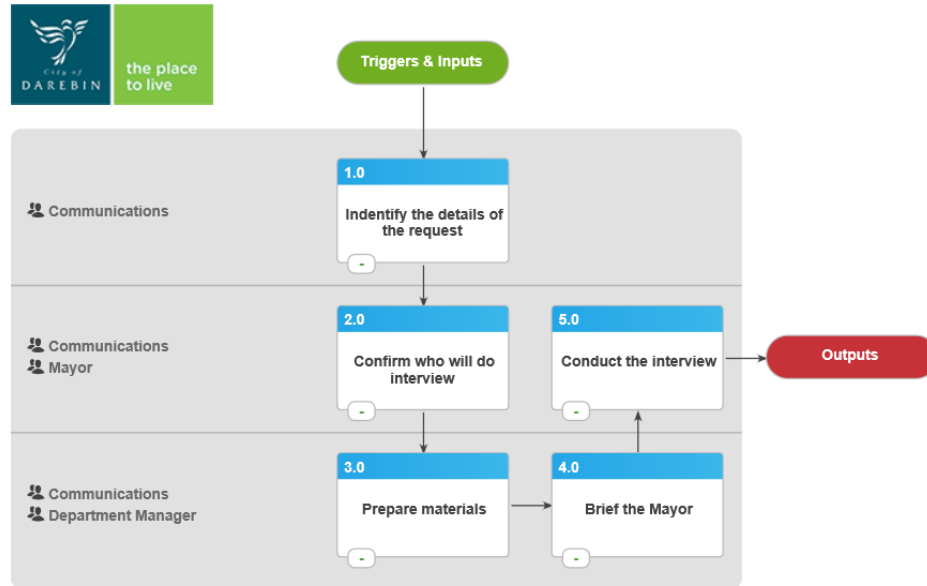 City of
DAREBIN
the place
to live
Triggers & Inputs
Communications
1.0
Indentify the details of
the request
-
Communications
Mayor
2.0
Confirm who will do
interview
-
5.0
Conduct the interview
-
Outputs
Communications
Department Manager
3.0
Prepare materials
-
4.0
Brief the Mayor
-